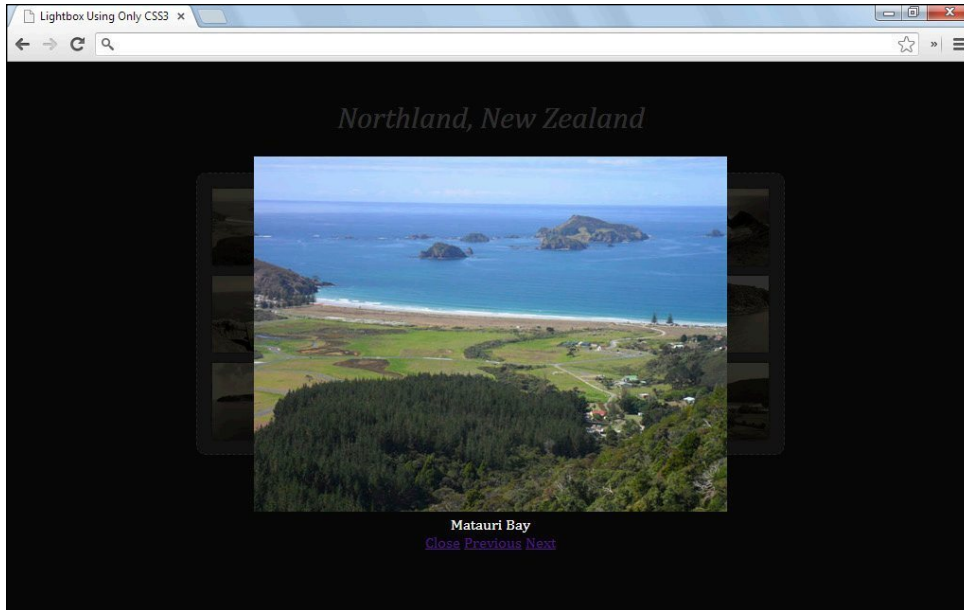 Lightbox Using Only CSS3
Northland, New Zealand
Matauri Bay
Close Previous Next